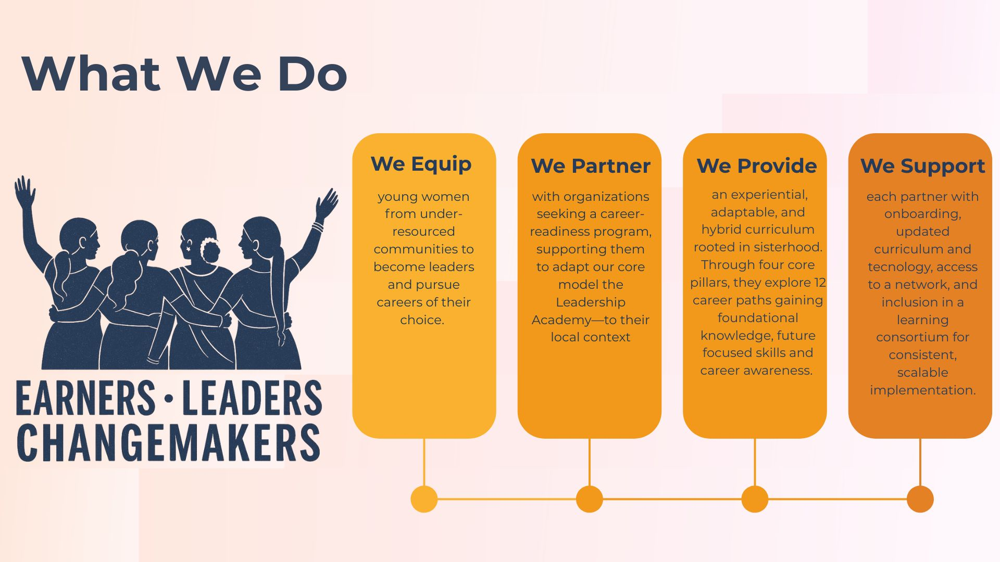 What We Do
We Equip
young women
from under-
resourced
communities to
become leaders
and pursue
careers of their
choice.
We Partner
with organizations
seeking a career-
readiness program,
supporting them
to adapt our core
model the
Leadership
Academy—to their
local context
We Provide
an experiential,
adaptable, and
hybrid curriculum
rooted in sisterhood.
Through four core
pillars, they explore 12
career paths gaining
foundational
knowledge, future
focused skills and
career awareness.
We Support
each partner with
onboarding,
updated
curriculum and
tecnology, access
to a network, and
inclusion in a
learning
consortium for
consistent,
scalable
implementation.
EARNERS • LEADERS
CHANGEMAKERS